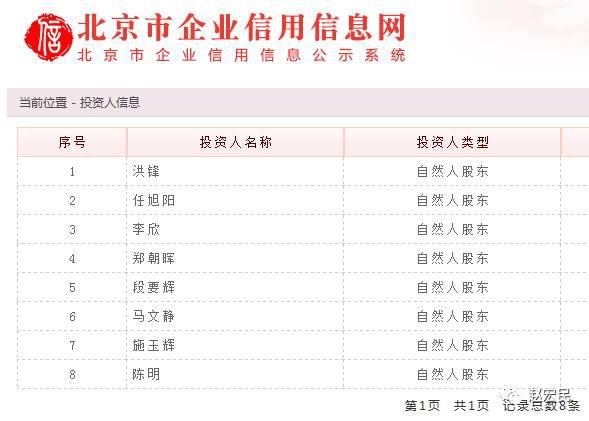 信
北京市企业信用信息网
北京市企业信用信息公示系统
当前位置 - 投资人信息
序号 投资人名称 投资人类型
1 洪锋 自然人股东
2 任旭阳 自然人股东
3 李欣 自然人股东
4 郑朝晖 自然人股东
5 段要辉 自然人股东
6 马文静 自然人股东
7 施玉辉 自然人股东
8 陈明 自然人股东
赵宏民
第1页 共1页 记录总数8条